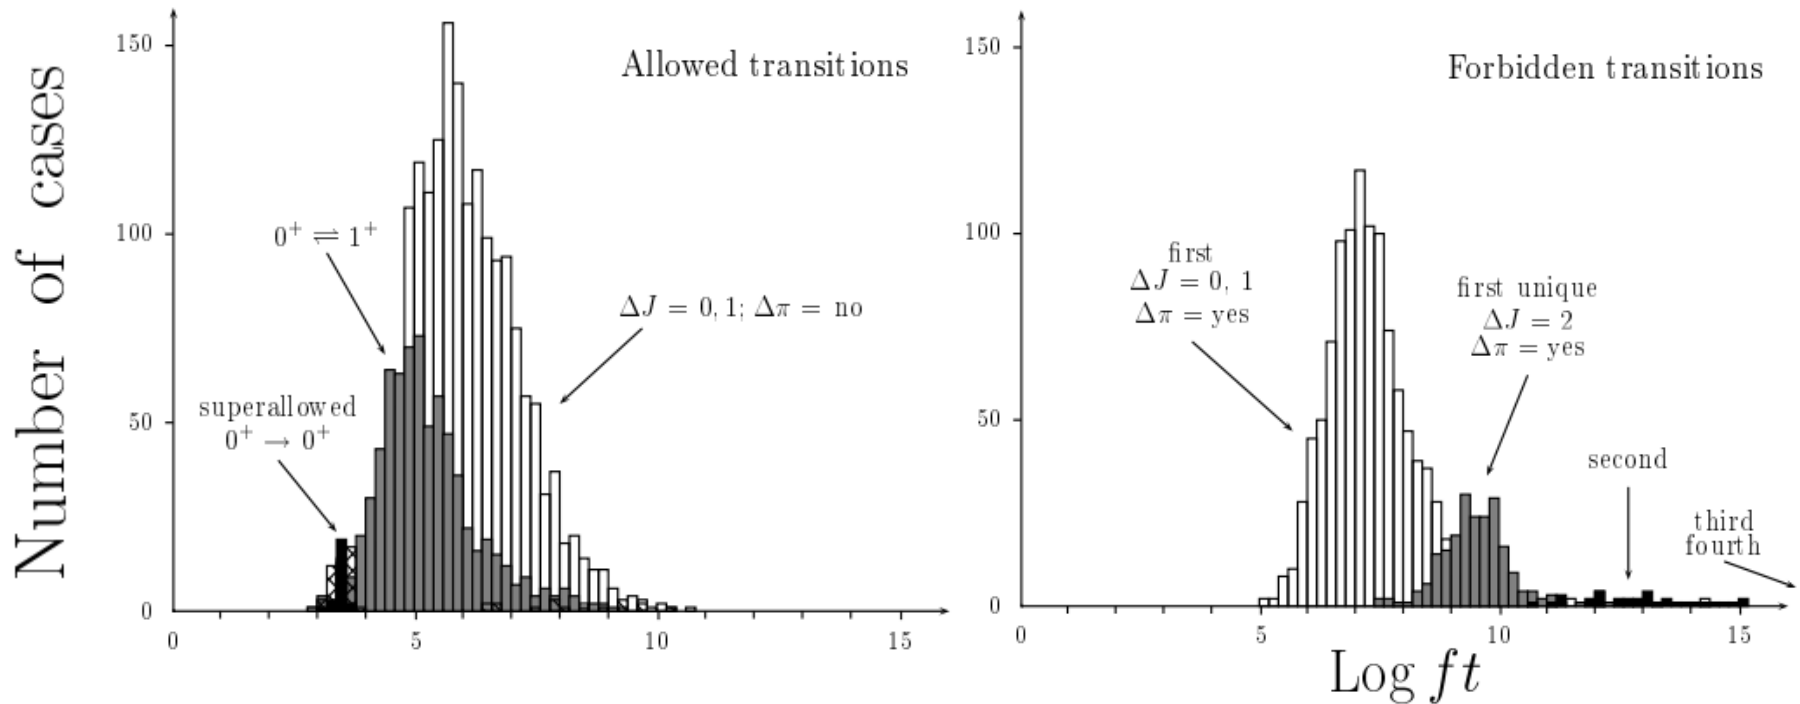 Number of cases
150
100
50
0
0
5
10
15
Allowed transitions
0⁺ ⇌ 1⁺
ΔJ = 0, 1; Δπ = no
superallowed
0⁺ → 0⁺
150
100
50
0
0
5
10
15
Forbidden transitions
first
ΔJ = 0, 1
Δπ = yes
first unique
ΔJ = 2
Δπ = yes
second
third
fourth
Log ft